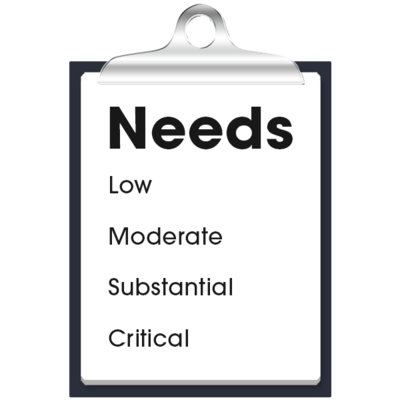 Needs
Low
Moderate
Substantial
Critical